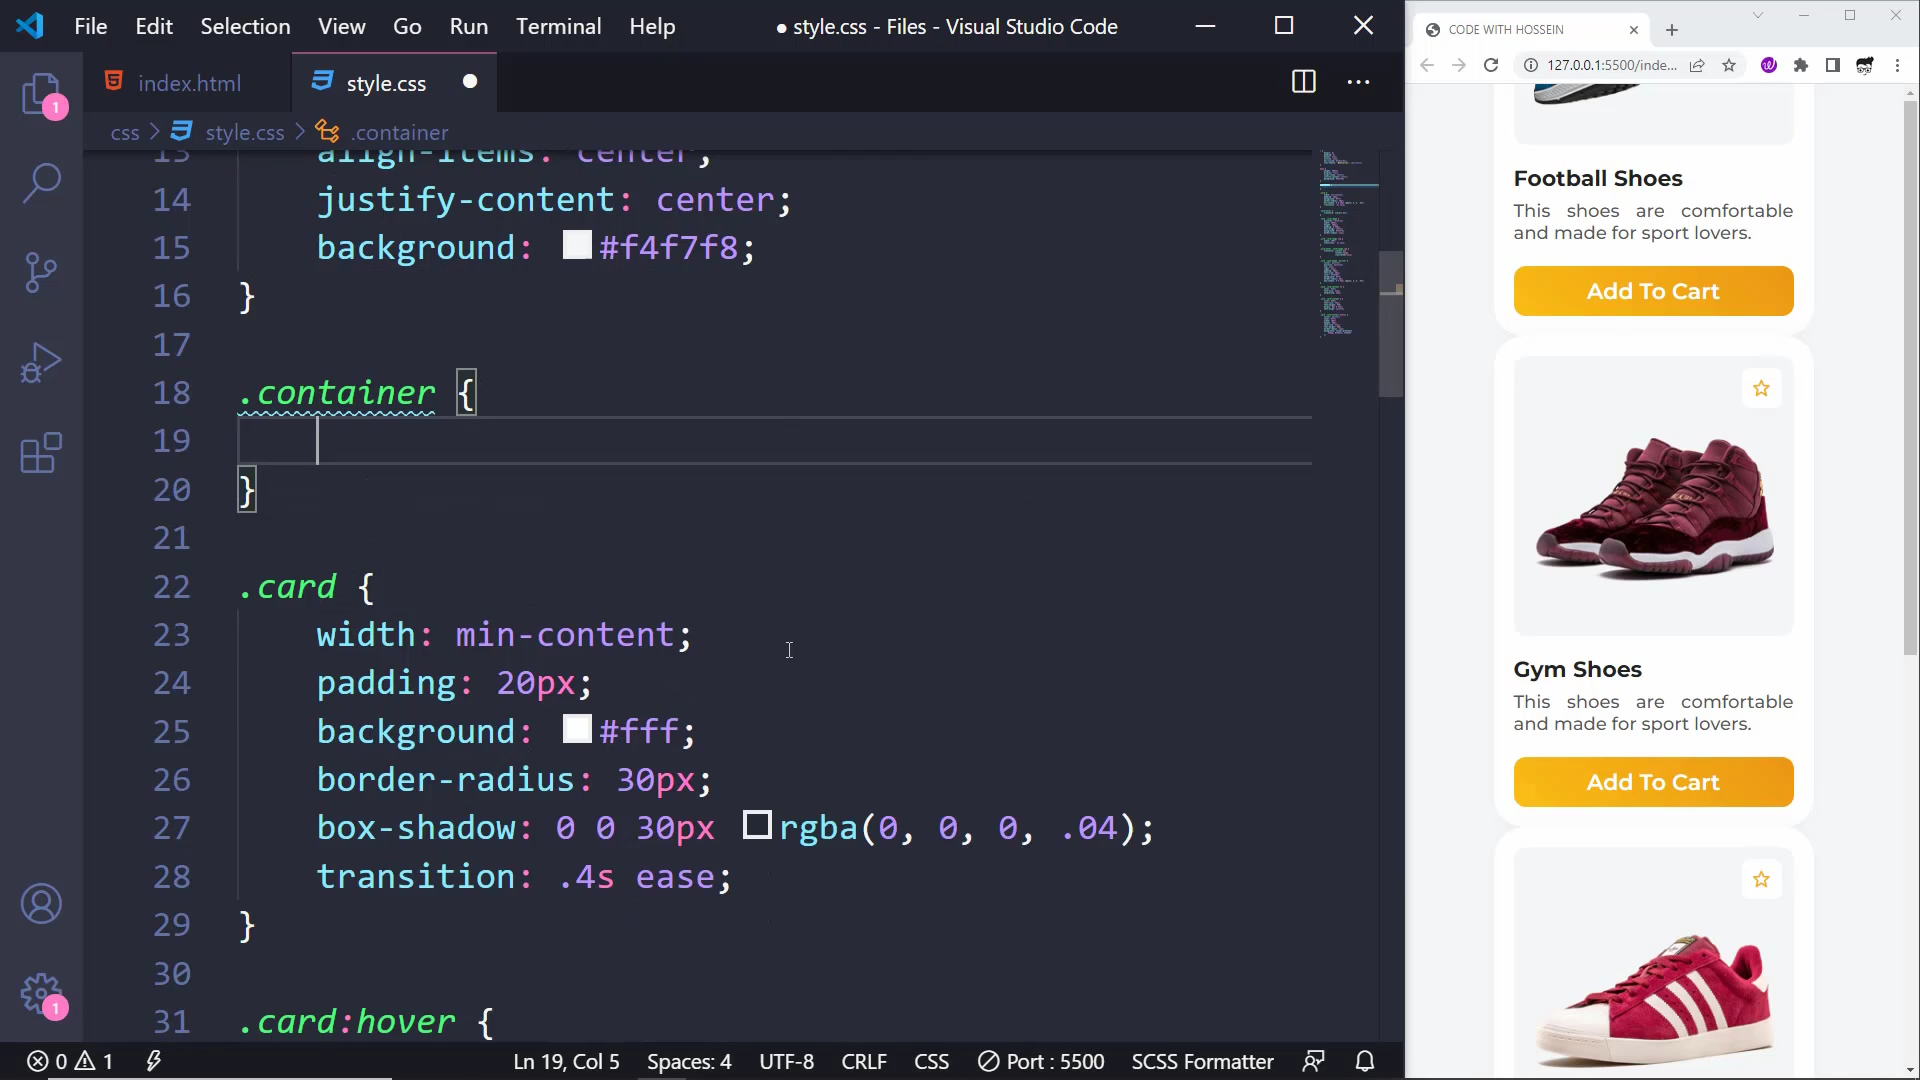 File Edit Selection View Go Run Terminal Help
● style.css - Files - Visual Studio Code
index.html
style.css ●
css > style.css > .container
13 align-items: center;
14 justify-content: center;
15 background: #f4f7f8;
16 }
17
18 .container {
19
20 }
21
22 .card {
23 width: min-content;
24 padding: 20px;
25 background: #fff;
26 border-radius: 30px;
27 box-shadow: 0 0 30px rgba(0, 0, 0, .04);
28 transition: .4s ease;
29 }
30
31 .card:hover {
1
1
0 1
Ln 19, Col 5
Spaces: 4
UTF-8
CRLF
CSS
Port : 5500
SCSS Formatter
CODE WITH HOSSEIN
127.0.0.1:5500/inde...
Football Shoes
This shoes are comfortable
and made for sport lovers.
Add To Cart
Gym Shoes
This shoes are comfortable
and made for sport lovers.
Add To Cart